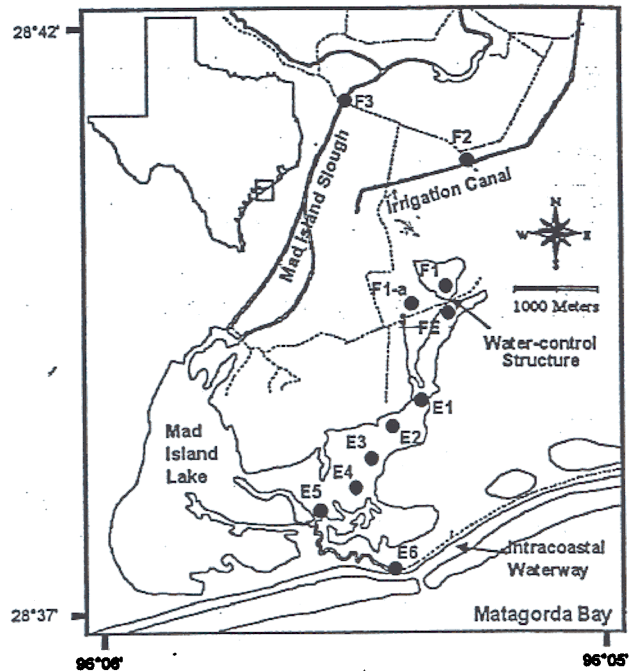 28°42'
F3
F2
Mad Island Slough
Irrigation Canal
N
W E
S
1000 Meters
F1
F1-a
FE
Water-control
Structure
E1
E2
E3
E4
E5
E6
Mad
Island
Lake
Intracoastal
Waterway
28°37'
Matagorda Bay
96°06'
96°05'